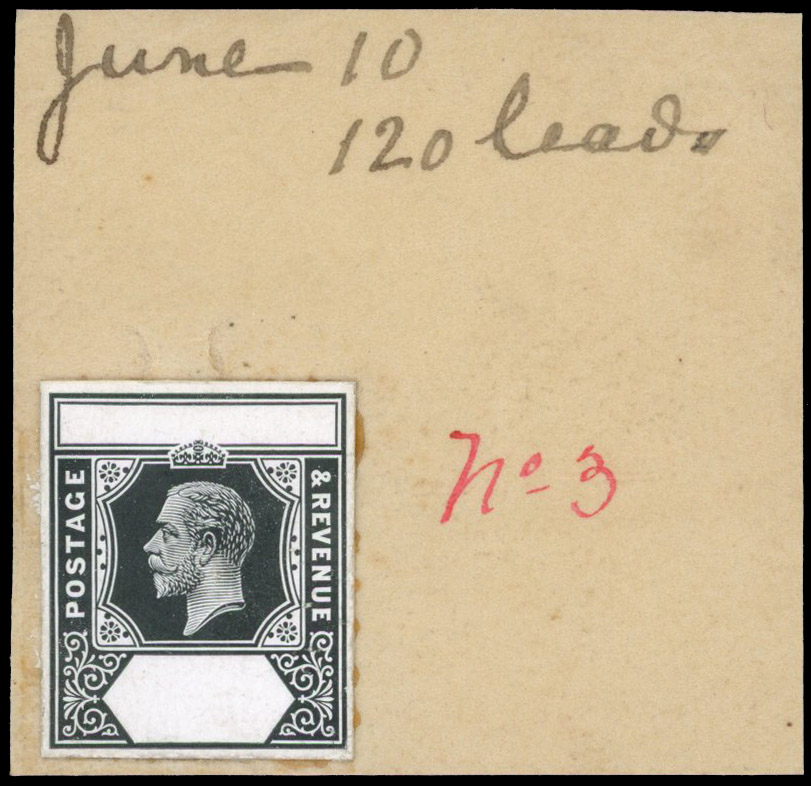 June 10
120 leads
No 3
POSTAGE
& REVENUE